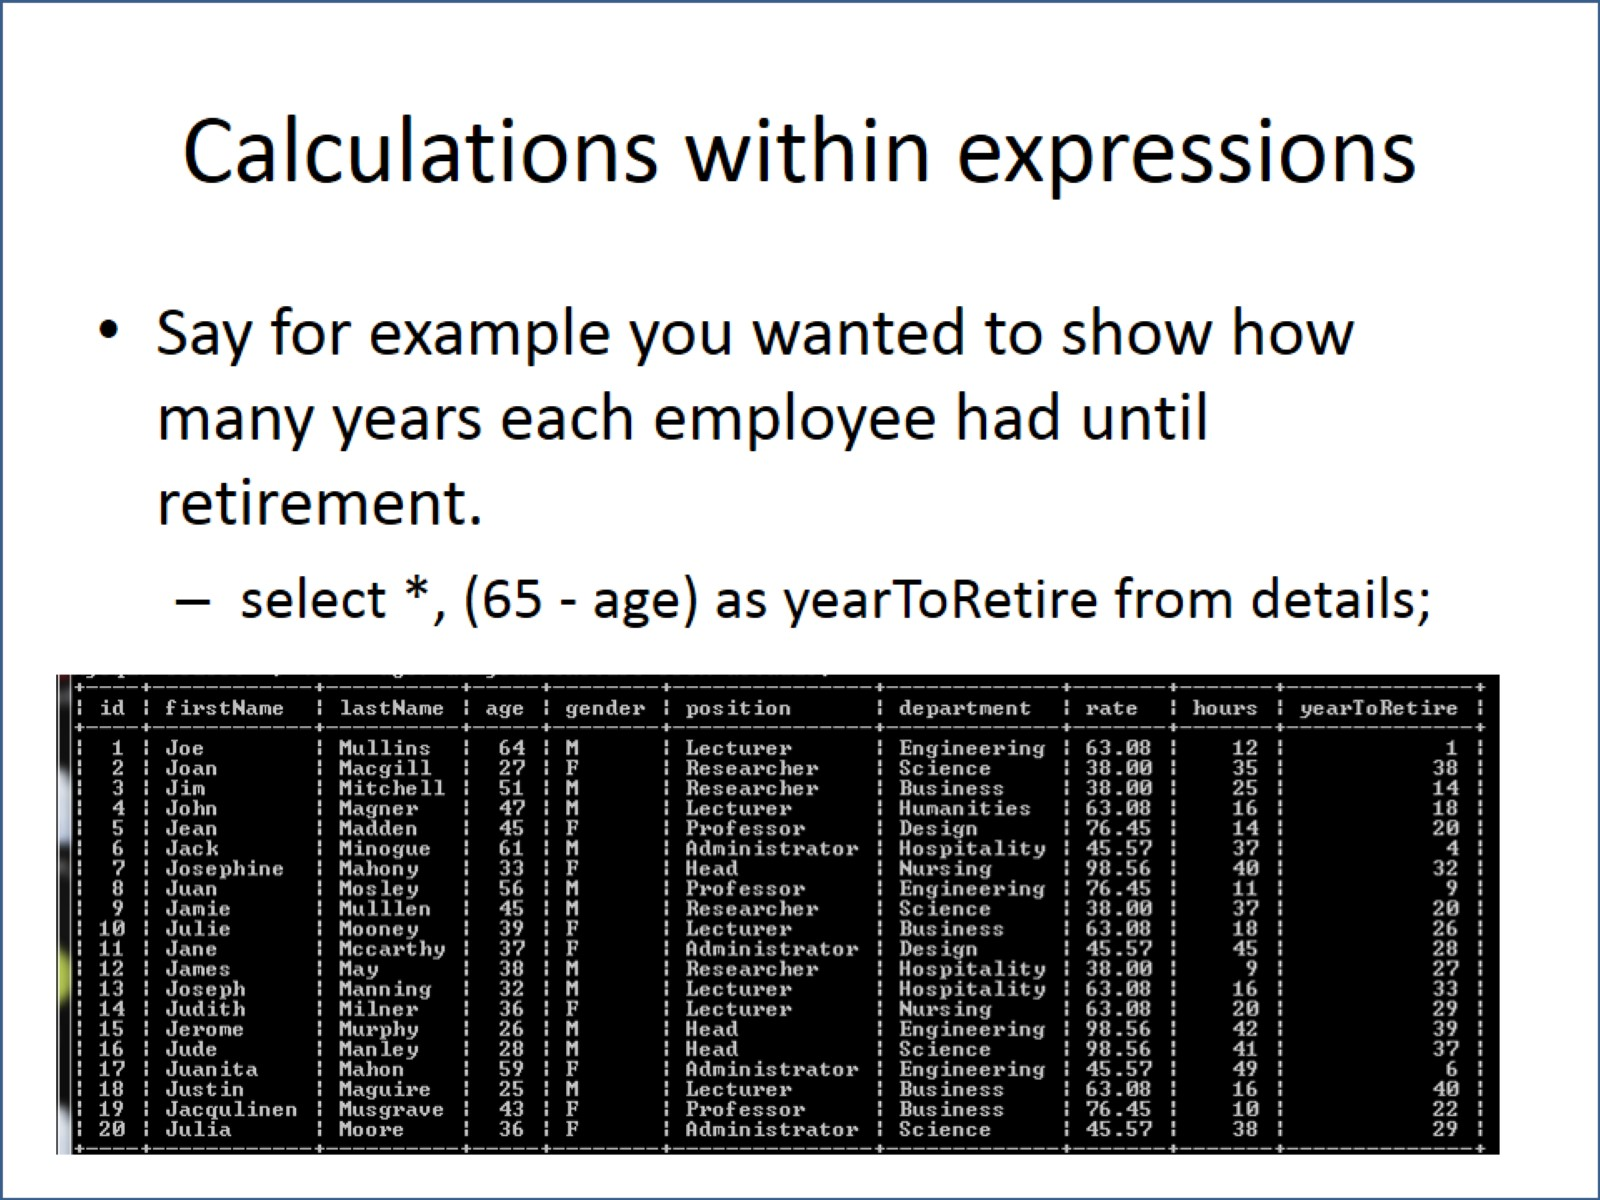 Calculations within expressions
• Say for example you wanted to show how
many years each employee had until
retirement.
– select *, (65 - age) as yearToRetire from details;
| id | firstName | lastName | age | gender | position | department | rate | hours | yearToRetire |
| 1 | Joe | Mullins | 64 | M | Lecturer | Engineering | 63.08 | 12 | 1 |
| 2 | Joan | Macgill | 27 | F | Researcher | Science | 38.00 | 35 | 38 |
| 3 | Jim | Mitchell | 51 | M | Researcher | Business | 38.00 | 25 | 14 |
| 4 | John | Magner | 47 | M | Lecturer | Humanities | 63.08 | 16 | 18 |
| 5 | Jean | Madden | 45 | F | Professor | Design | 76.45 | 14 | 20 |
| 6 | Jack | Minogue | 61 | M | Administrator | Hospitality | 45.57 | 37 | 4 |
| 7 | Josephine | Mahony | 33 | F | Head | Nursing | 98.56 | 40 | 32 |
| 8 | Juan | Mosley | 56 | M | Professor | Engineering | 76.45 | 11 | 9 |
| 9 | Jamie | Mulllen | 45 | M | Researcher | Science | 38.00 | 37 | 20 |
| 10 | Julie | Mooney | 39 | F | Lecturer | Business | 63.08 | 18 | 26 |
| 11 | Jane | Mccarthy | 37 | F | Administrator | Design | 45.57 | 45 | 28 |
| 12 | James | May | 38 | M | Researcher | Hospitality | 38.00 | 9 | 27 |
| 13 | Joseph | Manning | 32 | M | Lecturer | Hospitality | 63.08 | 16 | 33 |
| 14 | Judith | Milner | 36 | F | Lecturer | Nursing | 63.08 | 20 | 29 |
| 15 | Jerome | Murphy | 26 | M | Head | Engineering | 98.56 | 42 | 39 |
| 16 | Jude | Manley | 28 | M | Head | Science | 98.56 | 41 | 37 |
| 17 | Juanita | Mahon | 59 | F | Administrator | Engineering | 45.57 | 49 | 6 |
| 18 | Justin | Maguire | 25 | M | Lecturer | Business | 63.08 | 16 | 40 |
| 19 | Jacqulinen | Musgrave | 43 | F | Professor | Business | 76.45 | 10 | 22 |
| 20 | Julia | Moore | 36 | F | Administrator | Science | 45.57 | 38 | 29 |